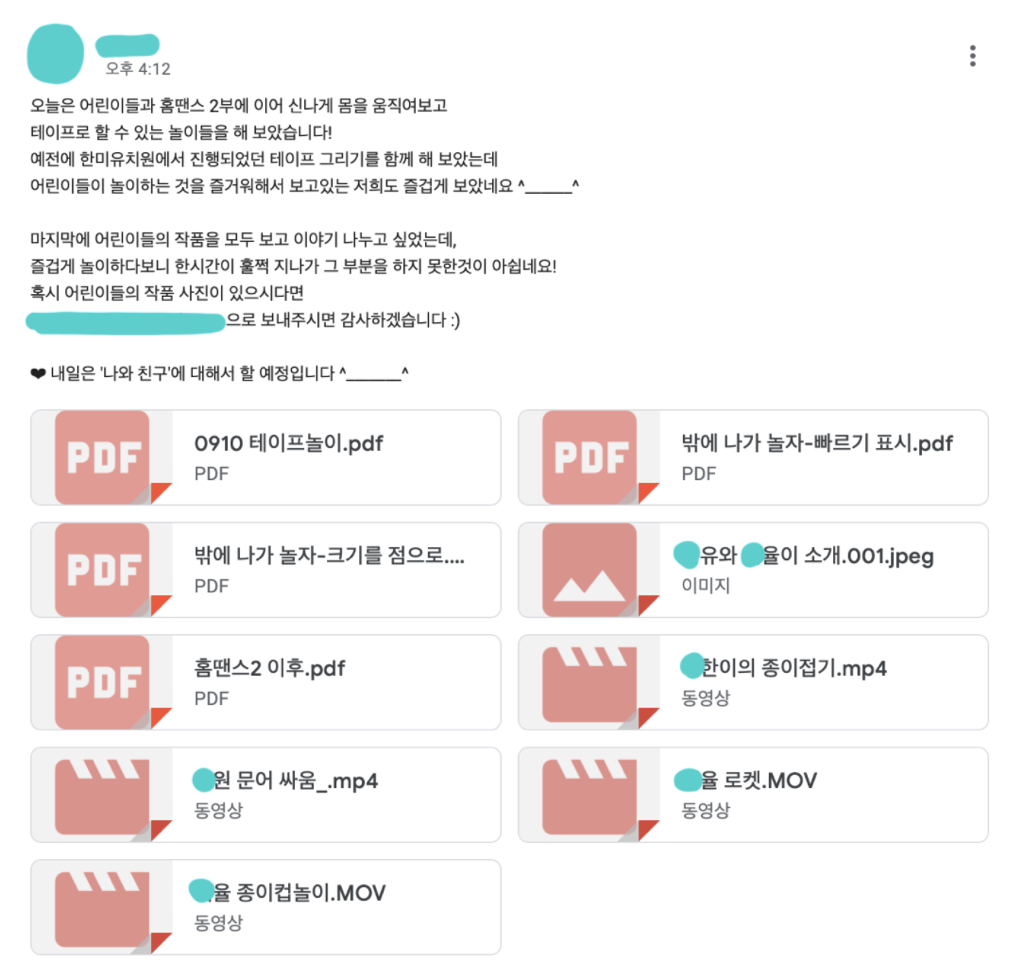 오후 4:12
오늘은 어린이들과 홈땐스 2부에 이어 신나게 몸을 움직여보고
테이프로 할 수 있는 놀이들을 해 보았습니다!
예전에 한미유치원에서 진행되었던 테이프 그리기를 함께 해 보았는데
어린이들이 놀이하는 것을 즐거워해서 보고있는 저희도 즐겁게 보았네요 ^______^
마지막에 어린이들의 작품을 모두 보고 이야기 나누고 싶었는데,
즐겁게 놀이하다보니 한시간이 훌쩍 지나가 그 부분을 하지 못한것이 아쉽네요!
혹시 어린이들의 작품 사진이 있으시다면
으로 보내주시면 감사하겠습니다 :)
❤ 내일은 '나와 친구'에 대해서 할 예정입니다 ^_______^
PDF
0910 테이프놀이.pdf
PDF
PDF
밖에 나가 놀자-빠르기 표시.pdf
PDF
PDF
밖에 나가 놀자-크기를 점으로....
PDF
유와 율이 소개.001.jpeg
이미지
PDF
홈땐스2 이후.pdf
PDF
한이의 종이접기.mp4
동영상
원 문어 싸움_.mp4
동영상
율 로켓.MOV
동영상
율 종이컵놀이.MOV
동영상